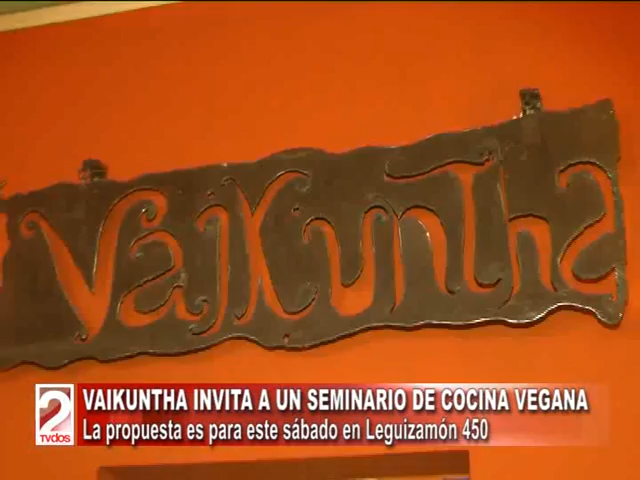 Vaikuntha
2
TVdos
VAIKUNTHA INVITA A UN SEMINARIO DE COCINA VEGANA
La propuesta es para este sábado en Leguizamón 450